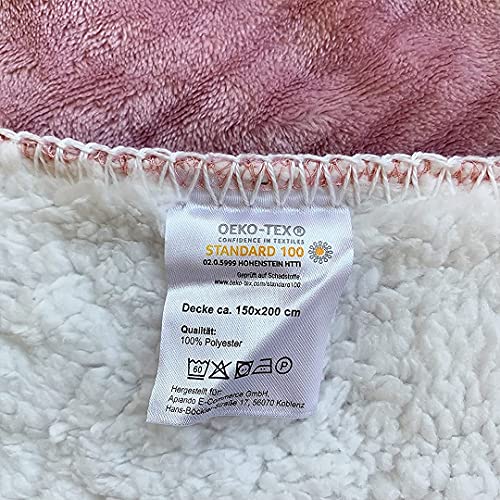 OEKO-TEX®
CONFIDENCE IN TEXTILES
STANDARD 100
02.0.5999 HOHENSTEIN HTTI
Geprüft auf Schadstoffe.
www.oeko-tex.com/standard100
Decke ca. 150x200 cm
Qualität:
100% Polyester
60 P
Hergestellt für:
Apiando E-Commerce GmbH,
Hans-Böckler-Straße 17, 56070 Koblenz